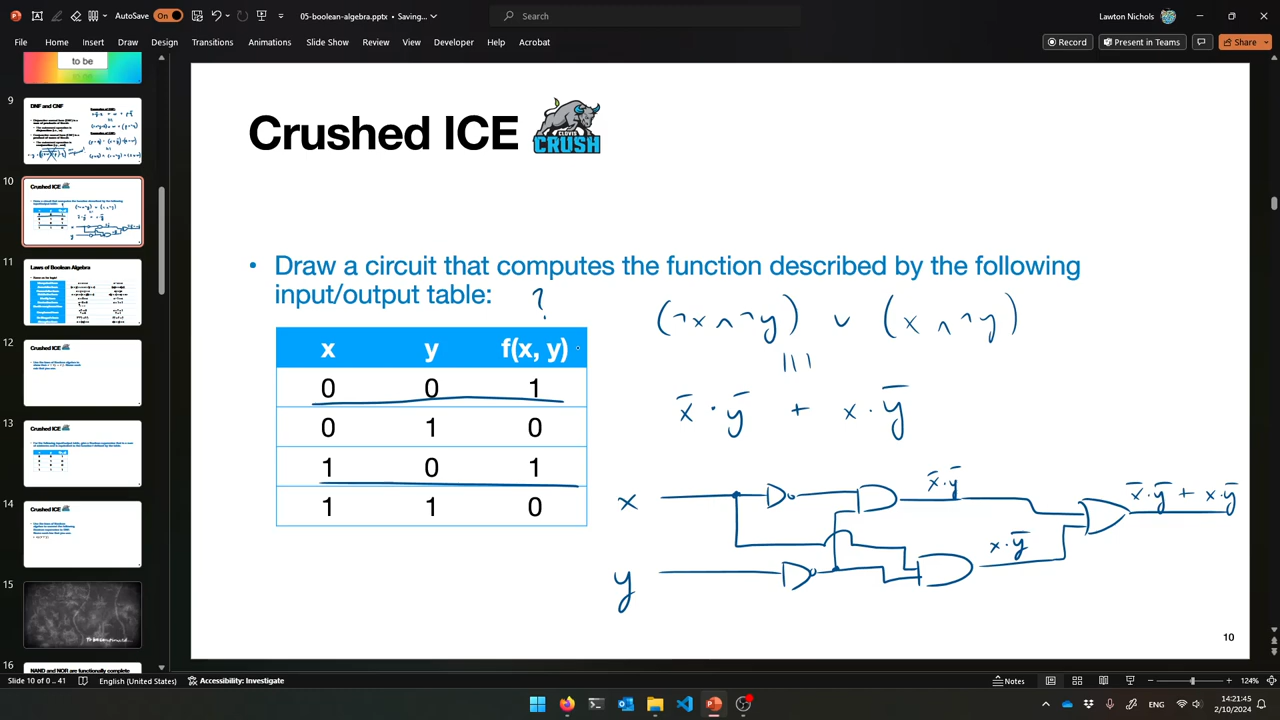 AutoSave On 05-boolean-algebra.pptx • Saving... Search Lawton Nichols
File Home Insert Draw Design Transitions Animations Slide Show Review View Developer Help Acrobat Record Present in Teams Share
to be
9
DNF and CNF
10
Crushed ICE
11
Laws of Boolean Algebra
12
Crushed ICE
13
Crushed ICE
14
Crushed ICE
15
To be continued...
16
NAND and NOR are functionally complete
Crushed ICE
CLOVIS
CRUSH
• Draw a circuit that computes the function described by the following
input/output table: ?
(¬x ∧ ¬y) ∨ (x ∧ ¬y)
|||
x̅ · y̅ + x · y̅
x y f(x, y)
0 0 1
0 1 0
1 0 1
1 1 0
x
y
x̅·y̅
x·y̅
x̅·y̅ + x·y̅
10
Slide 10 of 0 .. 41 English (United States) Accessibility: Investigate Notes 124%
ENG 14:21:45
2/10/2024